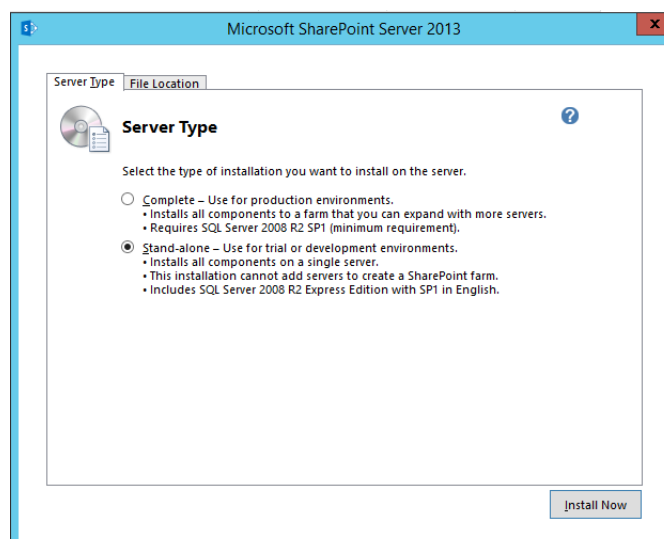 Microsoft SharePoint Server 2013
Server Type
File Location
Server Type
Select the type of installation you want to install on the server.
Complete – Use for production environments.
• Installs all components to a farm that you can expand with more servers.
• Requires SQL Server 2008 R2 SP1 (minimum requirement).
Stand-alone – Use for trial or development environments.
• Installs all components on a single server.
• This installation cannot add servers to create a SharePoint farm.
• Includes SQL Server 2008 R2 Express Edition with SP1 in English.
Install Now